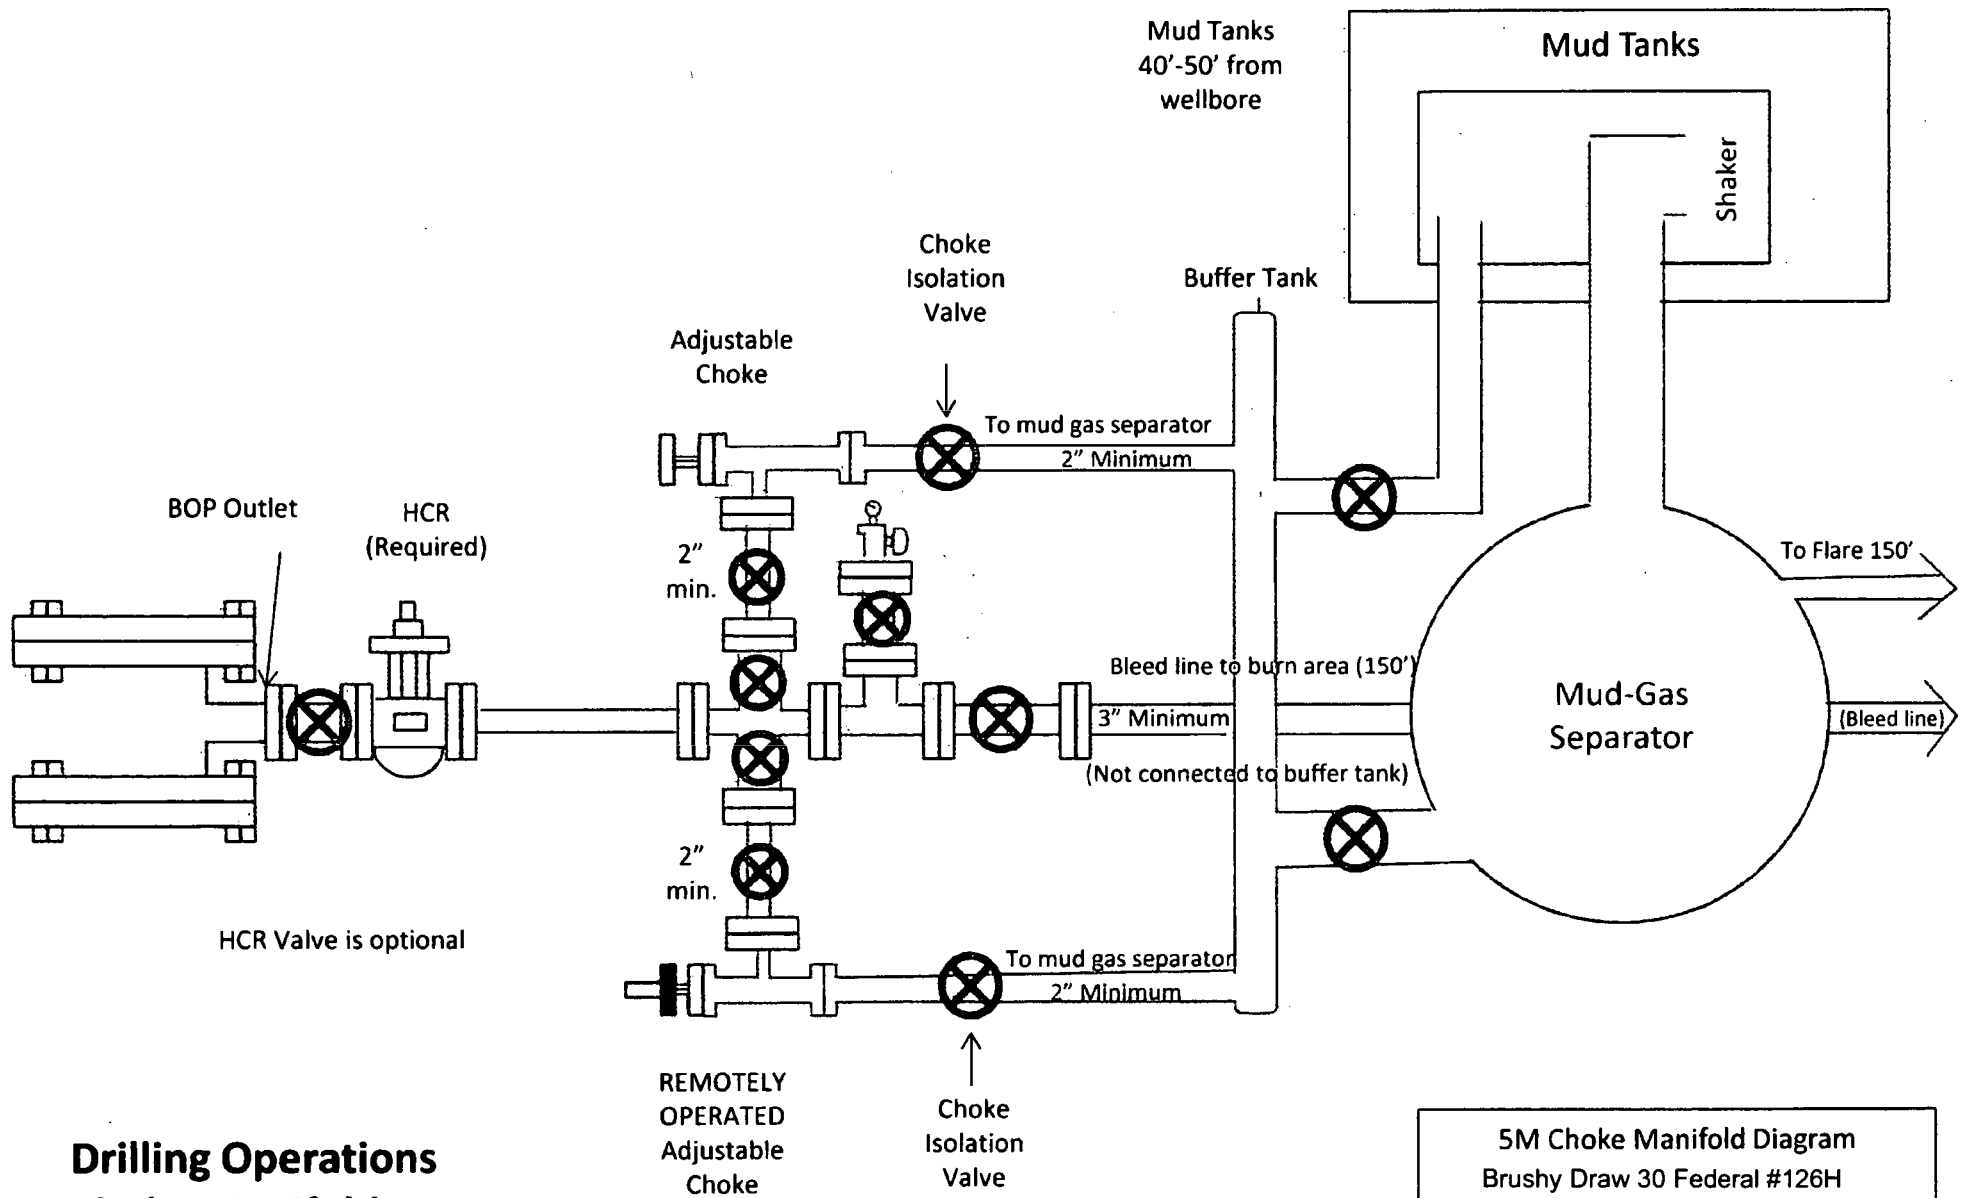 Mud Tanks
40'-50' from
wellbore
Mud Tanks
Shaker
Choke
Isolation
Valve
Buffer Tank
Adjustable
Choke
To mud gas separator
2" Minimum
BOP Outlet
HCR
(Required)
2"
min.
To Flare 150'
Bleed line to burn area (150')
3" Minimum
Mud-Gas
Separator
(Bleed line)
(Not connected to buffer tank)
2"
min.
HCR Valve is optional
To mud gas separator
2" Minimum
REMOTELY
OPERATED
Adjustable
Choke
Choke
Isolation
Valve
Drilling Operations
5M Choke Manifold Diagram
Brushy Draw 30 Federal #126H